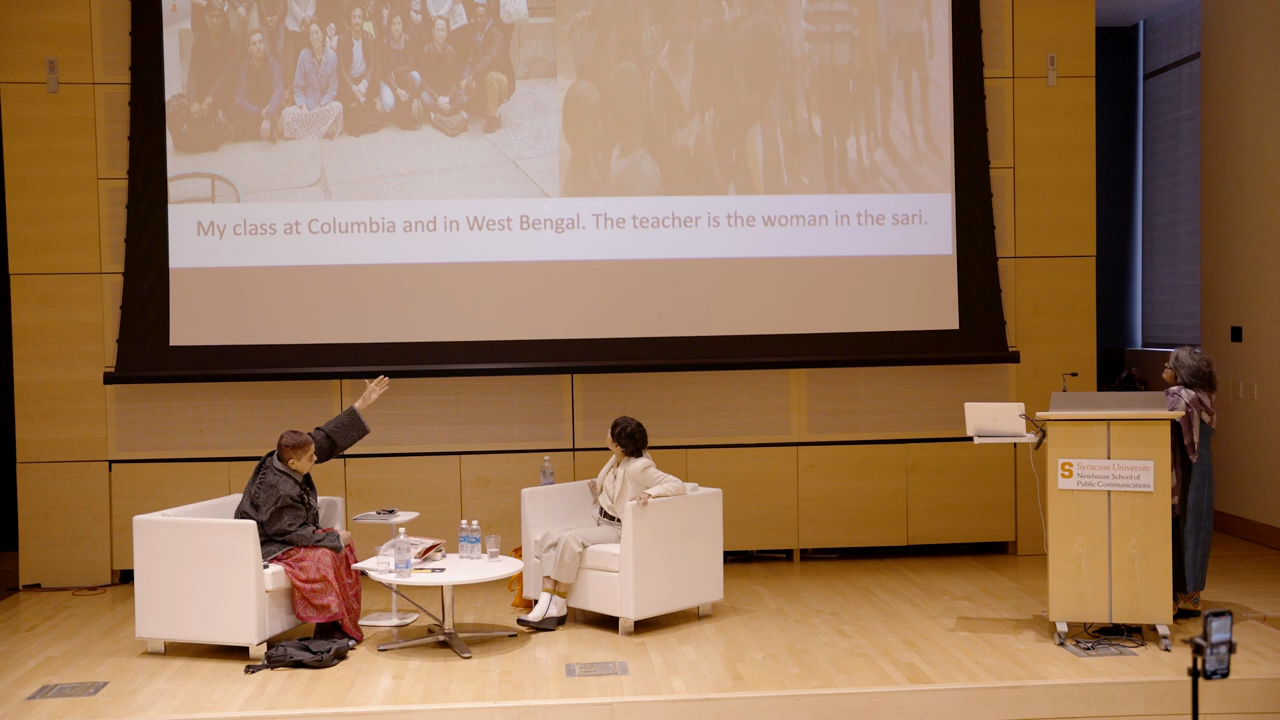 My class at Columbia and in West Bengal. The teacher is the woman in the sari.
S Syracuse University
Newhouse School of
Public Communications